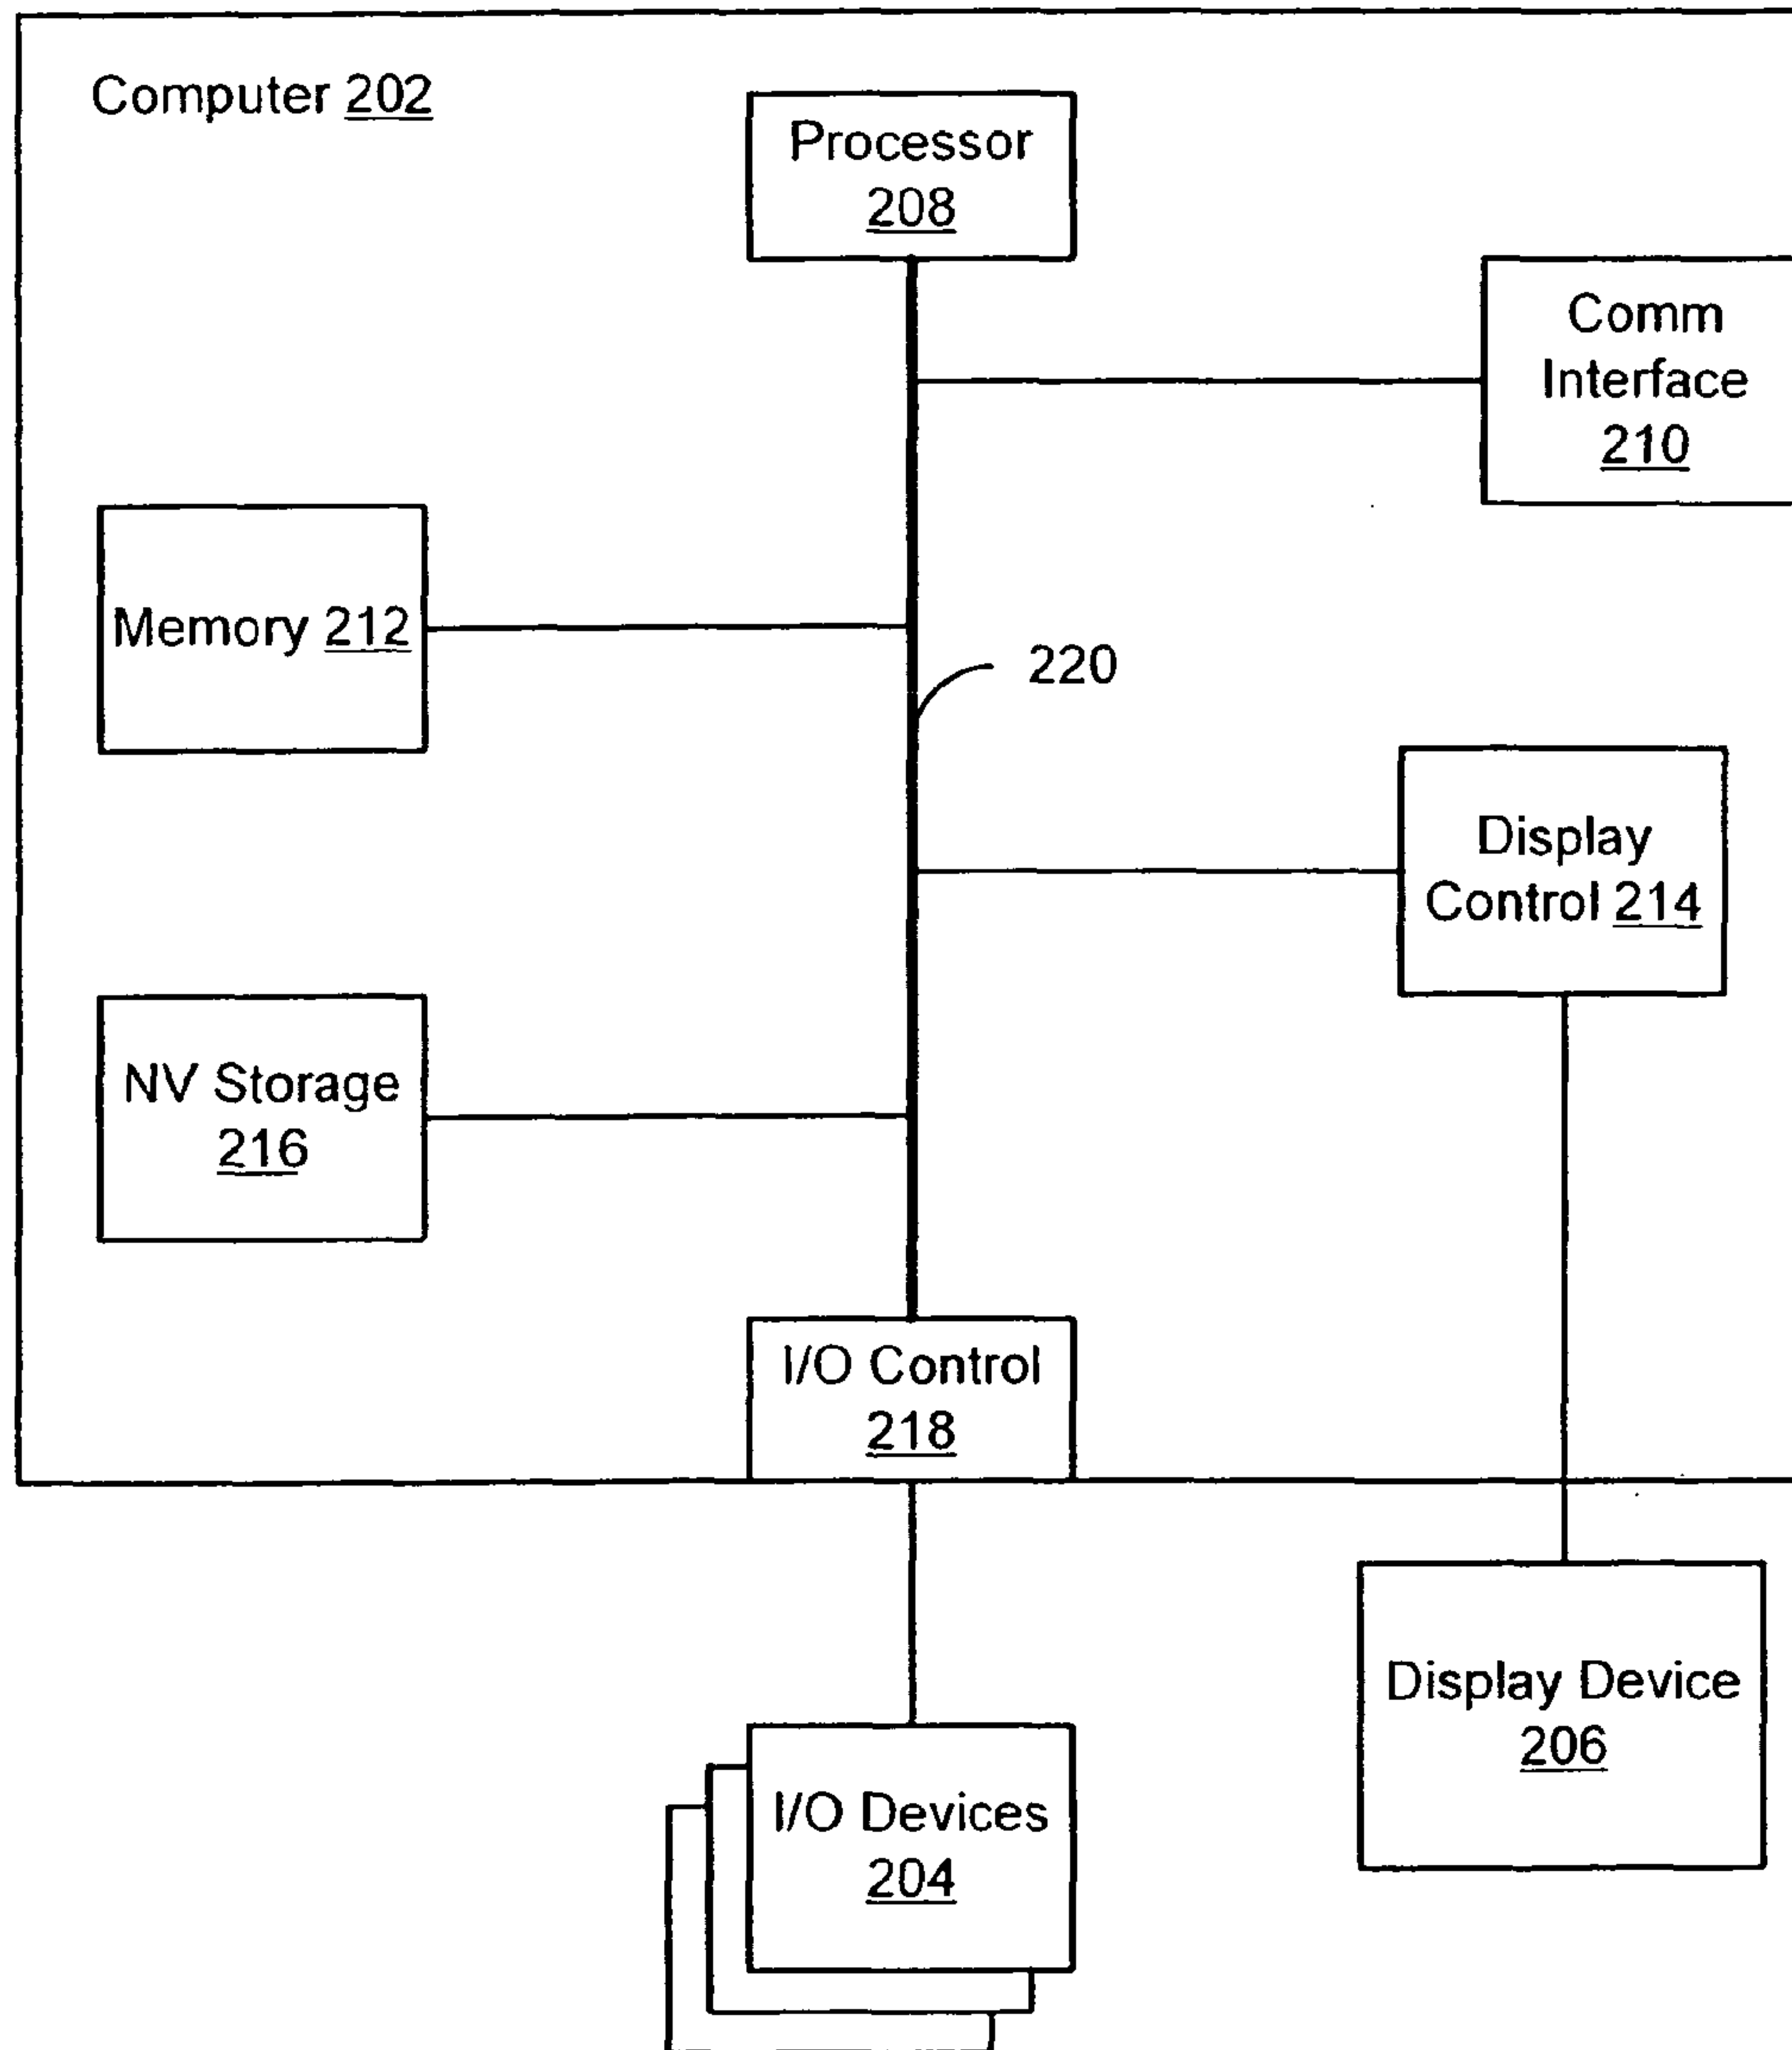 Computer 202
Processor
208
Comm
Interface
210
Memory 212
220
Display
Control 214
NV Storage
216
I/O Control
218
Display Device
206
I/O Devices
204